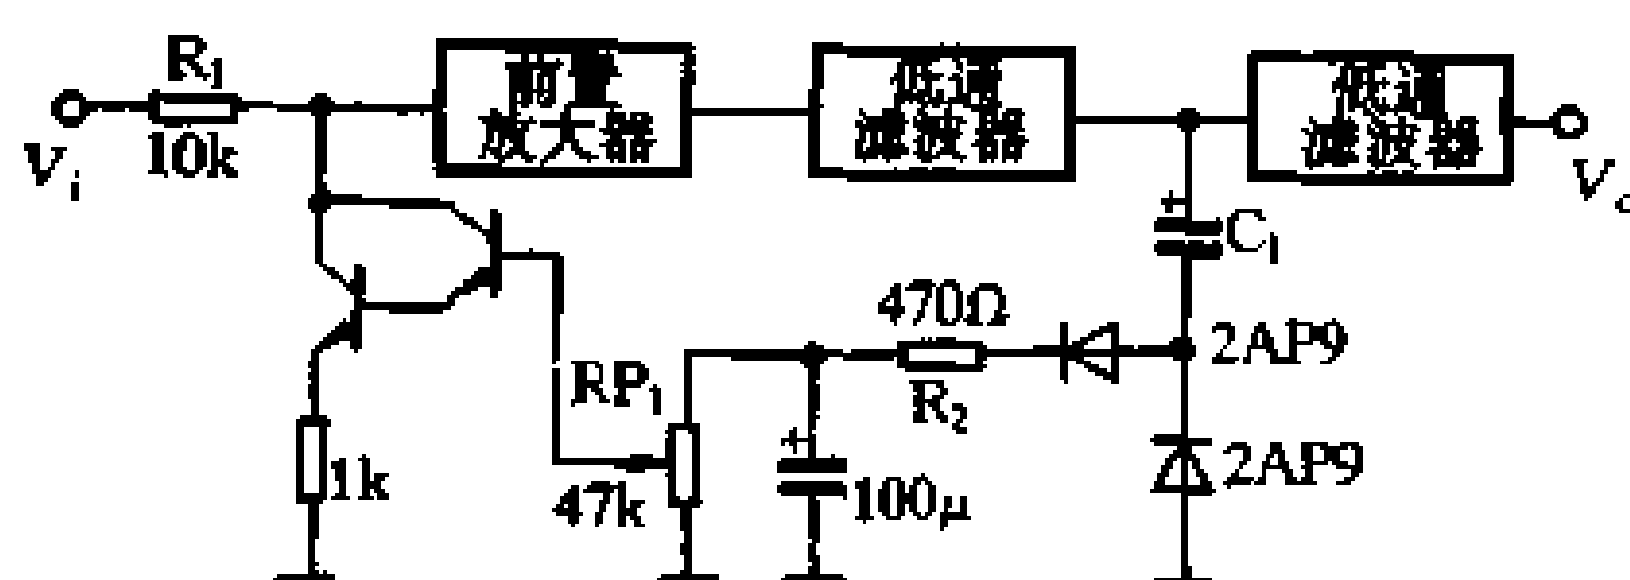 R1
10k
Vi
前置
放大器
低通
滤波器
低通
滤波器
Vo
C1
470Ω
R2
2AP9
RP1
47k
1k
100μ
2AP9